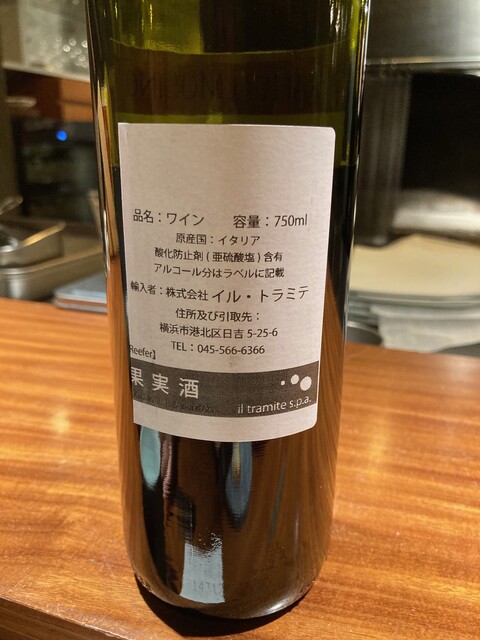 品名：ワイン 容量：750ml
原産国：イタリア
酸化防止剤(亜硫酸塩)含有
アルコール分はラベルに記載
輸入者：株式会社 イル・トラミテ
住所及び引取先：
横浜市港北区日吉 5-25-6
TEL：045-566-6366
Reefer】
果実酒
il tramite s.p.a.